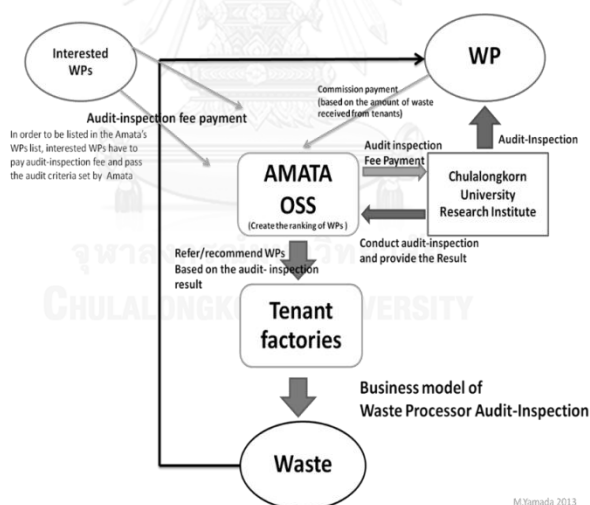 Interested
WPs
WP
Commission payment
(based on the amount of waste
received from tenants)
Audit-inspection fee payment
In order to be listed in the Amata's
WPs list, interested WPs have to
pay audit-inspection fee and pass
the audit criteria set by Amata
Audit inspection
Fee Payment
Audit-Inspection
AMATA
OSS
(Create the ranking of WPs )
Chulalongkorn
University
Research Institute
Conduct audit-inspection
and provide the Result
Refer/recommend WPs
Based on the audit- inspection
result
CHULALONGKORN UNIVERSITY
Tenant
factories
Business model of
Waste Processor Audit-Inspection
Waste
M.Yamada 2013